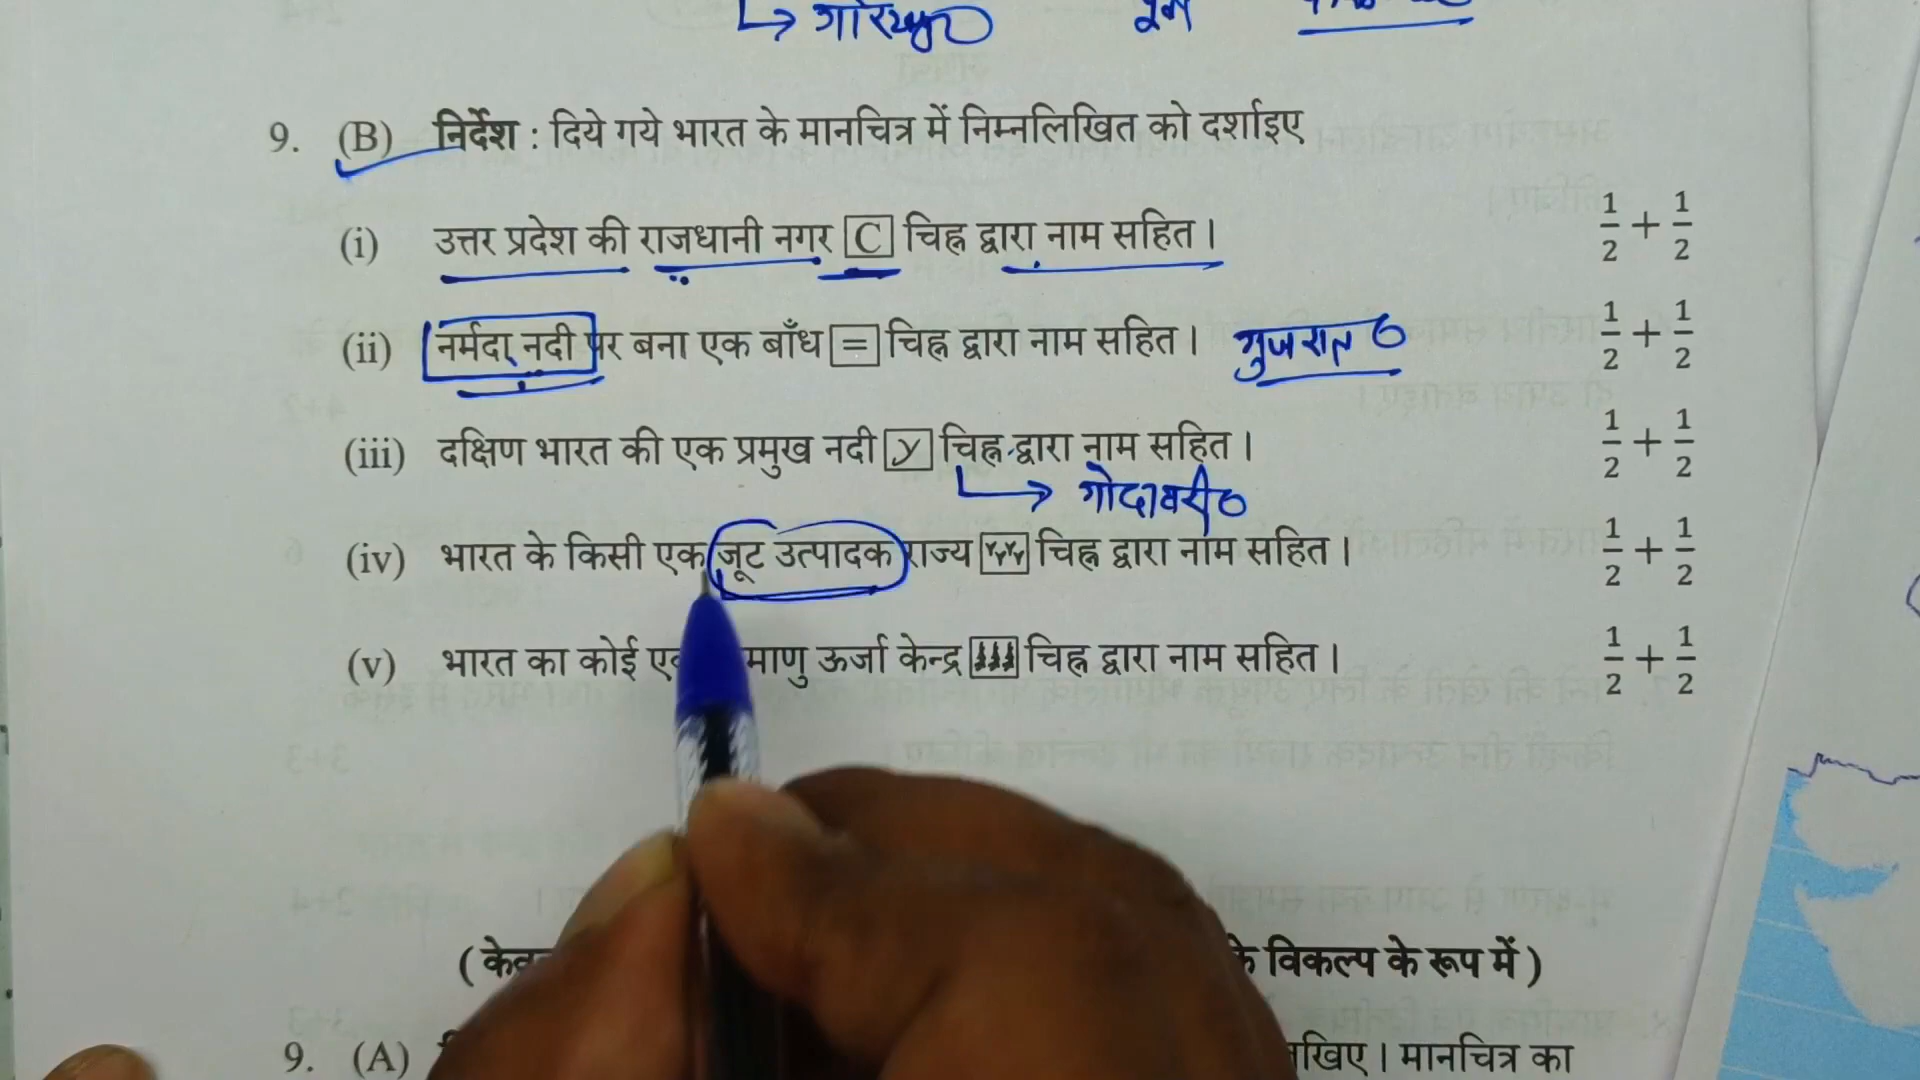 → गोरखपुर
9. (B) निर्देश : दिये गये भारत के मानचित्र में निम्नलिखित को दर्शाइए
(i) उत्तर प्रदेश की राजधानी नगर C चिह्न द्वारा नाम सहित। 1/2 + 1/2
(ii) नर्मदा नदी पर बना एक बाँध = चिह्न द्वारा नाम सहित। गुजरात 1/2 + 1/2
(iii) दक्षिण भारत की एक प्रमुख नदी y चिह्न द्वारा नाम सहित। 1/2 + 1/2
→ गोदावरी
(iv) भारत के किसी एक जूट उत्पादक राज्य चिह्न द्वारा नाम सहित। 1/2 + 1/2
(v) भारत का कोई माणु ऊर्जा केन्द्र चिह्न द्वारा नाम सहित। 1/2 + 1/2
( के विकल्प के रूप में )
9. (A) मानचित्र का